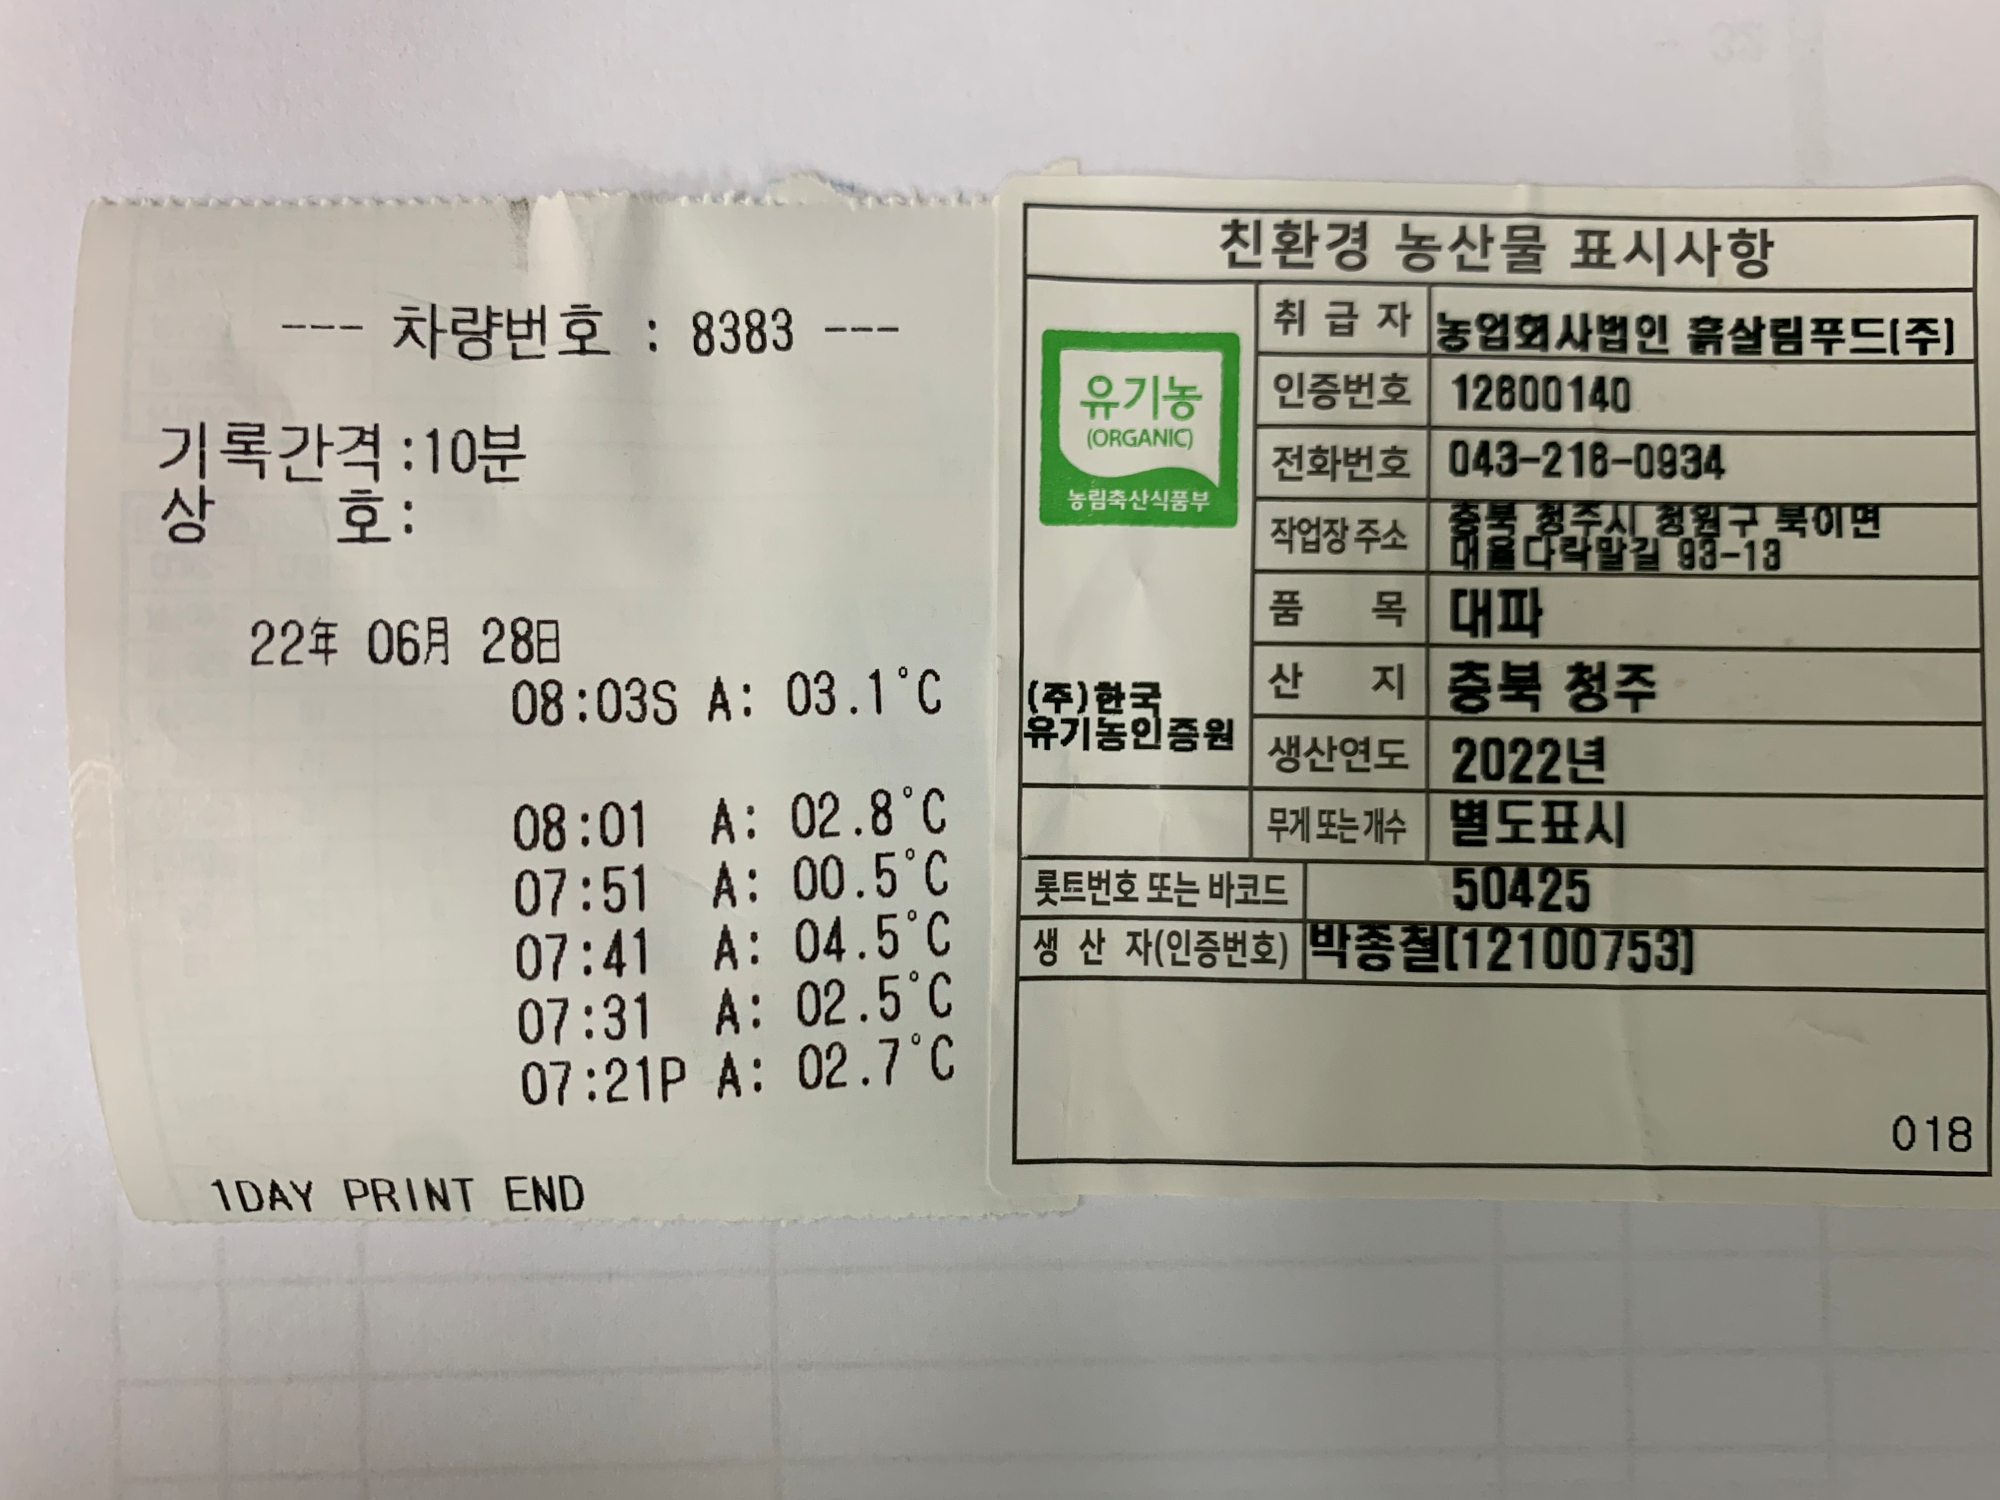 --- 차량번호 : 8383 ---
기록간격 :10분
상 호:
22年 06月 28日
08:03S A: 03.1°C
08:01 A: 02.8°C
07:51 A: 00.5°C
07:41 A: 04.5°C
07:31 A: 02.5°C
07:21P A: 02.7°C
1DAY PRINT END
친환경 농산물 표시사항
유기농
(ORGANIC)
농림축산식품부
(주)한국
유기농인증원
취 급 자 농업회사법인 흙살림푸드(주)
인증번호 12800140
전화번호 043-216-0934
작업장 주소 충북 청주시 청원구 북이면
대율다락말길 93-13
품 목 대파
산 지 충북 청주
생산연도 2022년
무게 또는 개수 별도표시
롯트번호 또는 바코드 50425
생 산 자(인증번호) 박종철[12100753]
018